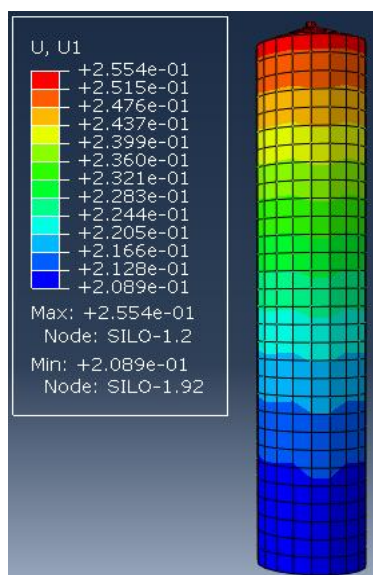 U, U1
+2.554e-01
+2.515e-01
+2.476e-01
+2.437e-01
+2.399e-01
+2.360e-01
+2.321e-01
+2.283e-01
+2.244e-01
+2.205e-01
+2.166e-01
+2.128e-01
+2.089e-01
Max: +2.554e-01
Node: SILO-1.2
Min: +2.089e-01
Node: SILO-1.92